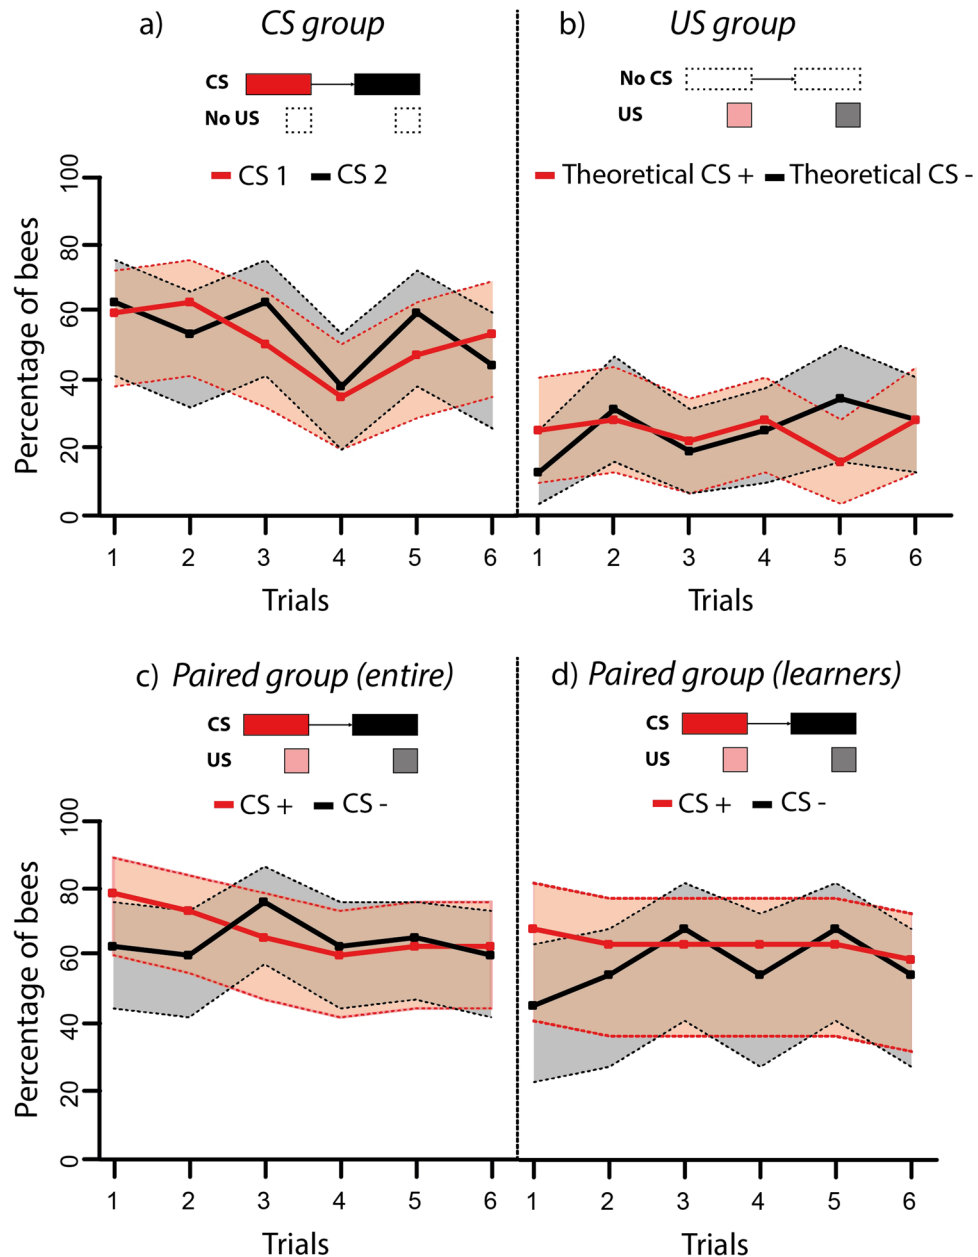 a) CS group
CS
No US
CS 1 CS 2
Percentage of bees
100
80
60
40
20
0
1 2 3 4 5 6
Trials
b) US group
No CS
US
Theoretical CS + Theoretical CS -
1 2 3 4 5 6
Trials
c) Paired group (entire)
CS
US
CS + CS -
Percentage of bees
100
80
60
40
20
0
1 2 3 4 5 6
Trials
d) Paired group (learners)
CS
US
CS + CS -
1 2 3 4 5 6
Trials